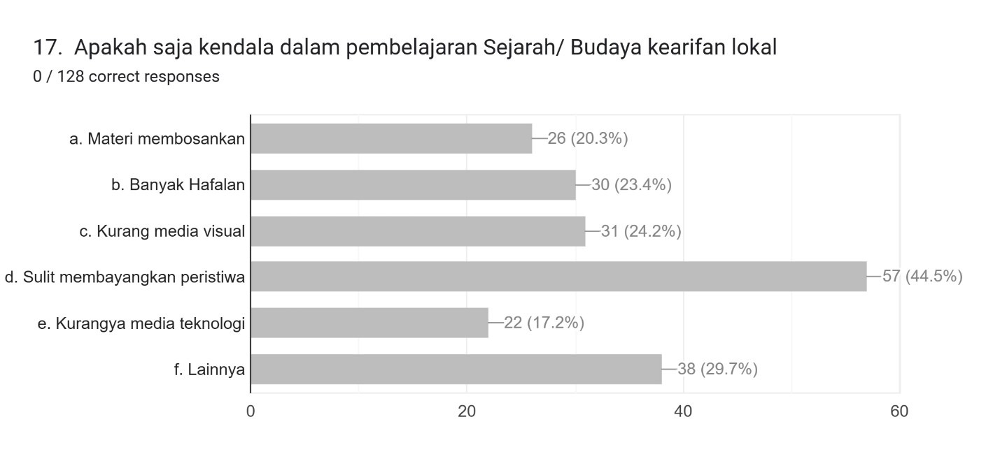 17. Apakah saja kendala dalam pembelajaran Sejarah/ Budaya kearifan lokal
0 / 128 correct responses
a. Materi membosankan 26 (20.3%)
b. Banyak Hafalan 30 (23.4%)
c. Kurang media visual 31 (24.2%)
d. Sulit membayangkan peristiwa 57 (44.5%)
e. Kurangya media teknologi 22 (17.2%)
f. Lainnya 38 (29.7%)
0 20 40 60